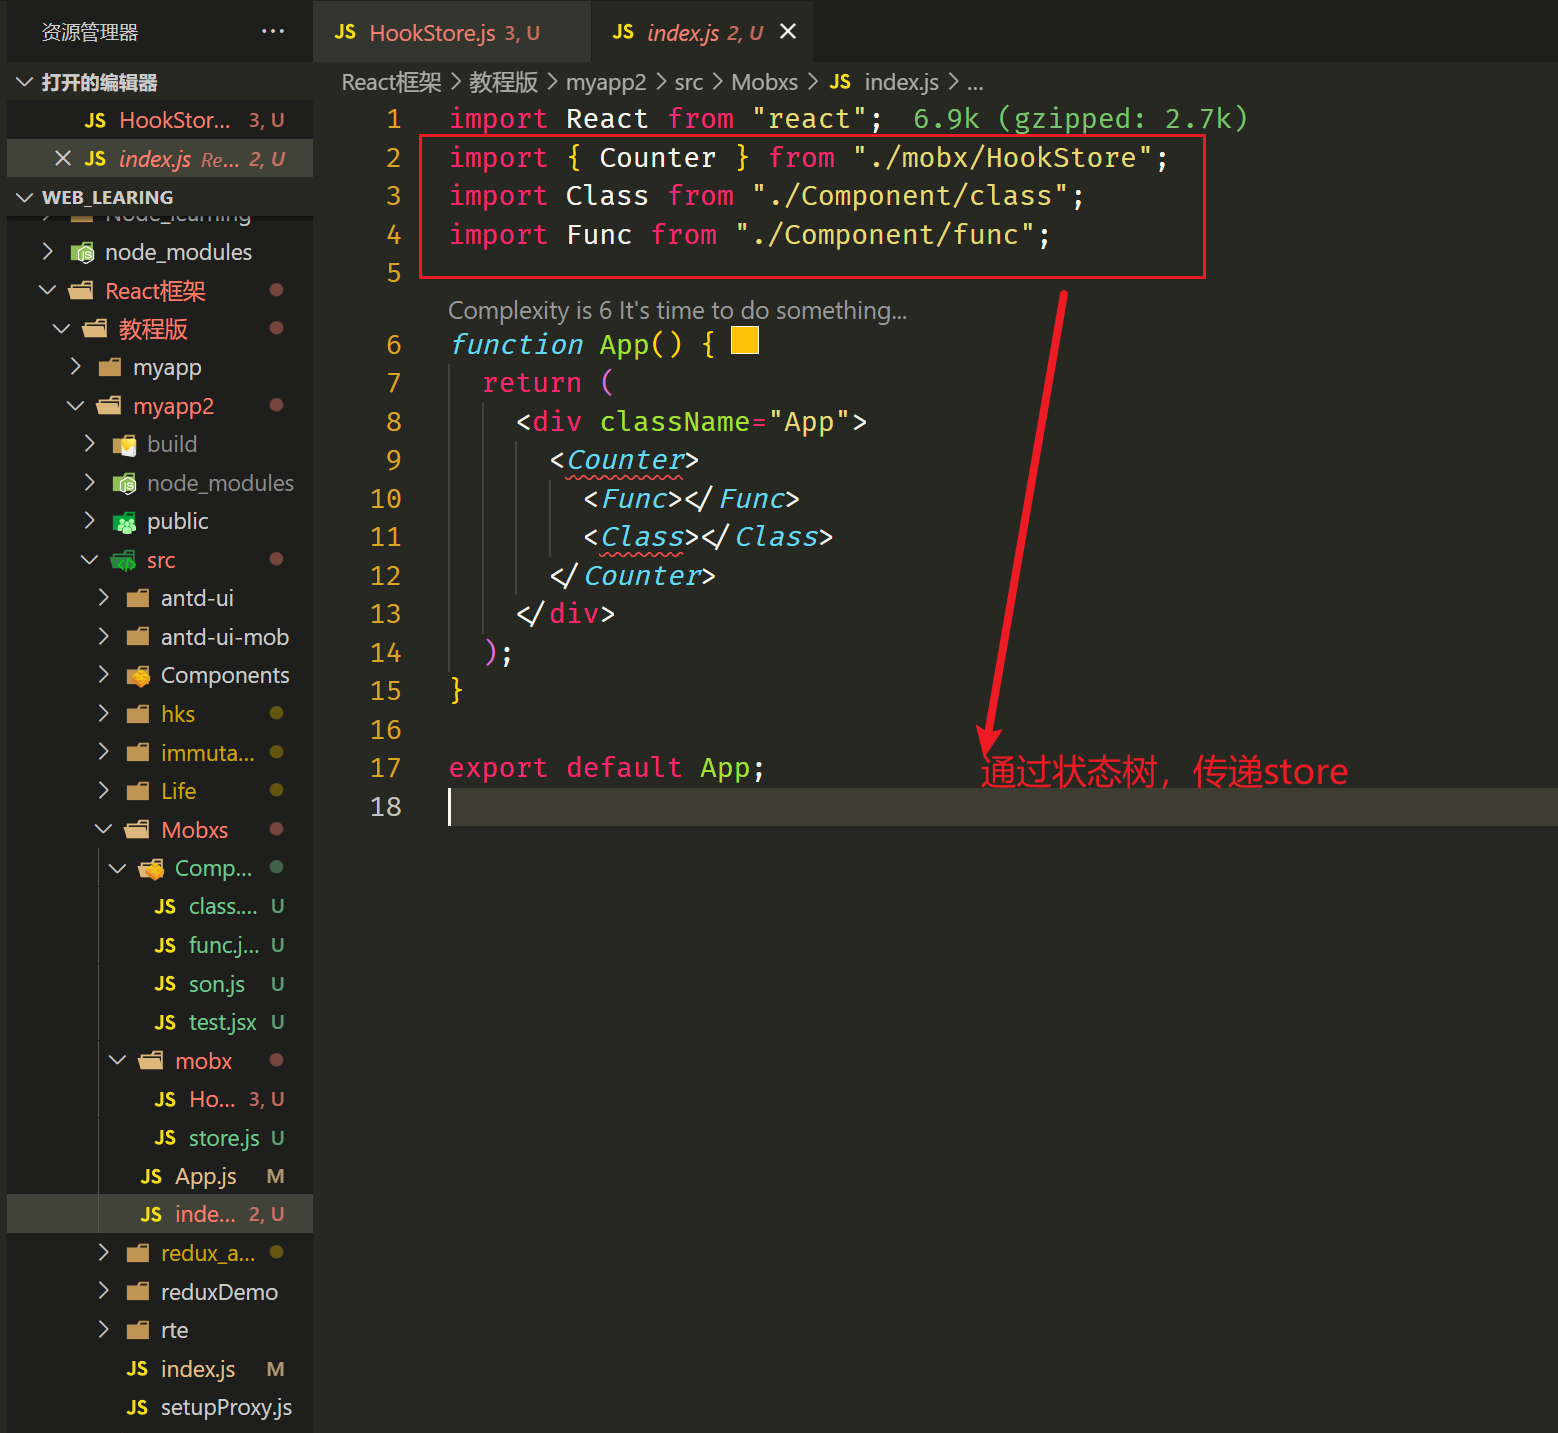 资源管理器 ···
打开的编辑器
JS HookStor... 3, U
JS index.js Re... 2, U
WEB_LEARING
Node_learning
node_modules
React框架
教程版
myapp
myapp2
build
node_modules
public
src
antd-ui
antd-ui-mob
Components
hks
immuta...
Life
Mobxs
Comp...
JS class.... U
JS func.j... U
JS son.js U
JS test.jsx U
mobx
JS Ho... 3, U
JS store.js U
JS App.js M
JS inde... 2, U
redux_a...
reduxDemo
rte
JS index.js M
JS setupProxy.js
JS HookStore.js 3, U JS index.js 2, U
React框架 > 教程版 > myapp2 > src > Mobxs > JS index.js > ...
1 import React from "react"; 6.9k (gzipped: 2.7k)
2 import { Counter } from "./mobx/HookStore";
3 import Class from "./Component/class";
4 import Func from "./Component/func";
5
Complexity is 6 It's time to do something...
6 function App() {
7 return (
8 <div className="App">
9 <Counter>
10 <Func></Func>
11 <Class></Class>
12 </Counter>
13 </div>
14 );
15 }
16
17 export default App;
18
通过状态树，传递store